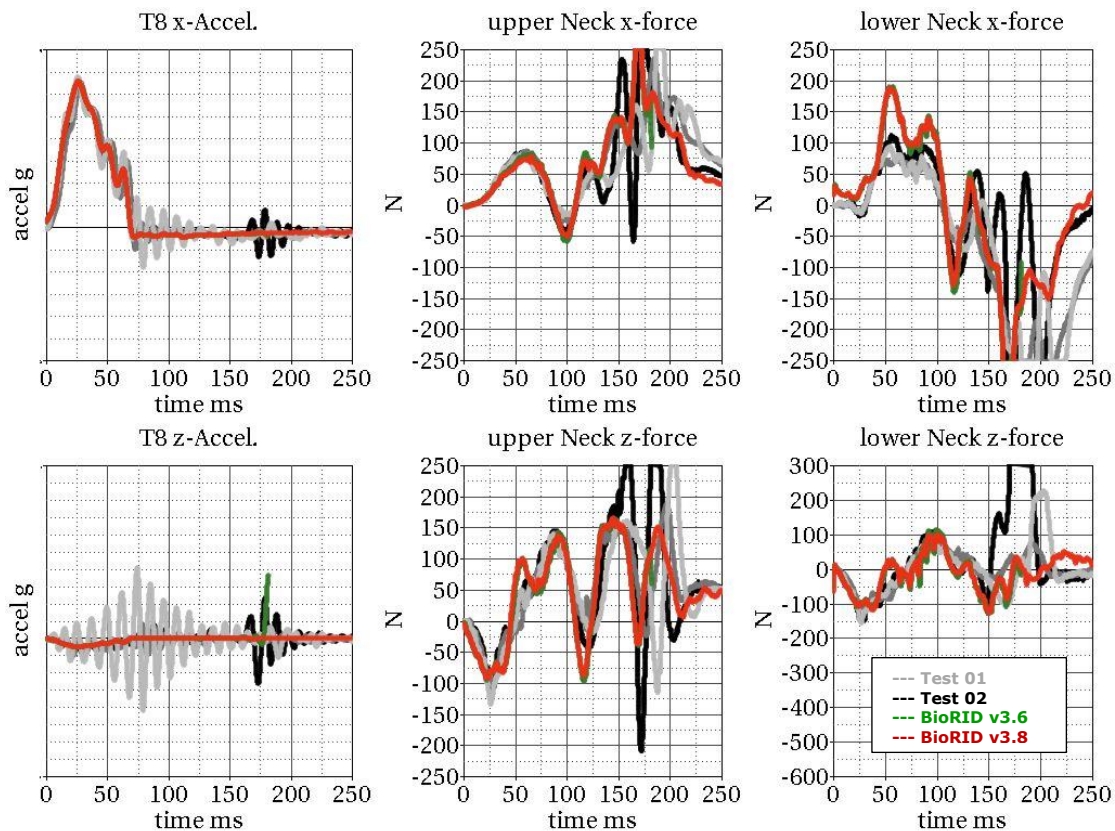 T8 x-Accel.
accel g
0 50 100 150 200 250
time ms
upper Neck x-force
N
250
200
150
100
50
0
-50
-100
-150
-200
-250
0 50 100 150 200 250
time ms
lower Neck x-force
N
250
200
150
100
50
0
-50
-100
-150
-200
-250
0 50 100 150 200 250
time ms
T8 z-Accel.
accel g
0 50 100 150 200 250
time ms
upper Neck z-force
N
250
200
150
100
50
0
-50
-100
-150
-200
-250
0 50 100 150 200 250
time ms
lower Neck z-force
N
300
200
100
0
-100
-200
-300
-400
-500
-600
0 50 100 150 200 250
time ms
--- Test 01
--- Test 02
--- BioRID v3.6
--- BioRID v3.8